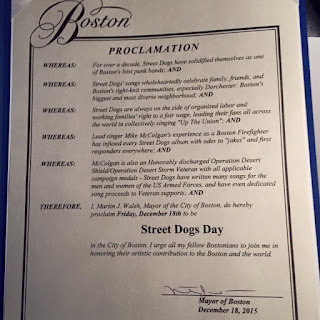 Boston
PROCLAMATION
WHEREAS: For over a decade, Street Dogs have solidified themselves as one
of Boston's best punk bands; AND
WHEREAS: Street Dogs' songs wholeheartedly celebrate family, friends, and
Boston's tight-knit communities, especially Dorchester: Boston's
biggest and most diverse neighborhood; AND
WHEREAS: Street Dogs are always on the side of organized labor and
working families' right to a fair wage, leading their fans all across
the world in collectively singing "Up The Union"; AND
WHEREAS: Lead singer Mike McColgan's experience as a Boston Firefighter
has infused every Street Dogs album with odes to "jakes" and first
responders everywhere; AND
WHEREAS: McColgan is also an Honorably discharged Operation Desert
Shield/Operation Desert Storm Veteran with all applicable
campaign medals - Street Dogs have written many songs for the
men and women of the US Armed Forces, and have even dedicated
song proceeds to Veteran supports; AND
THEREFORE, I, Martin J. Walsh, Mayor of the City of Boston, do hereby
proclaim Friday, December 18th to be
Street Dogs Day
in the City of Boston. I urge all my fellow Bostonians to join me in
honoring their artistic contribution to the Boston and the world.
Mayor of Boston
December 18, 2015